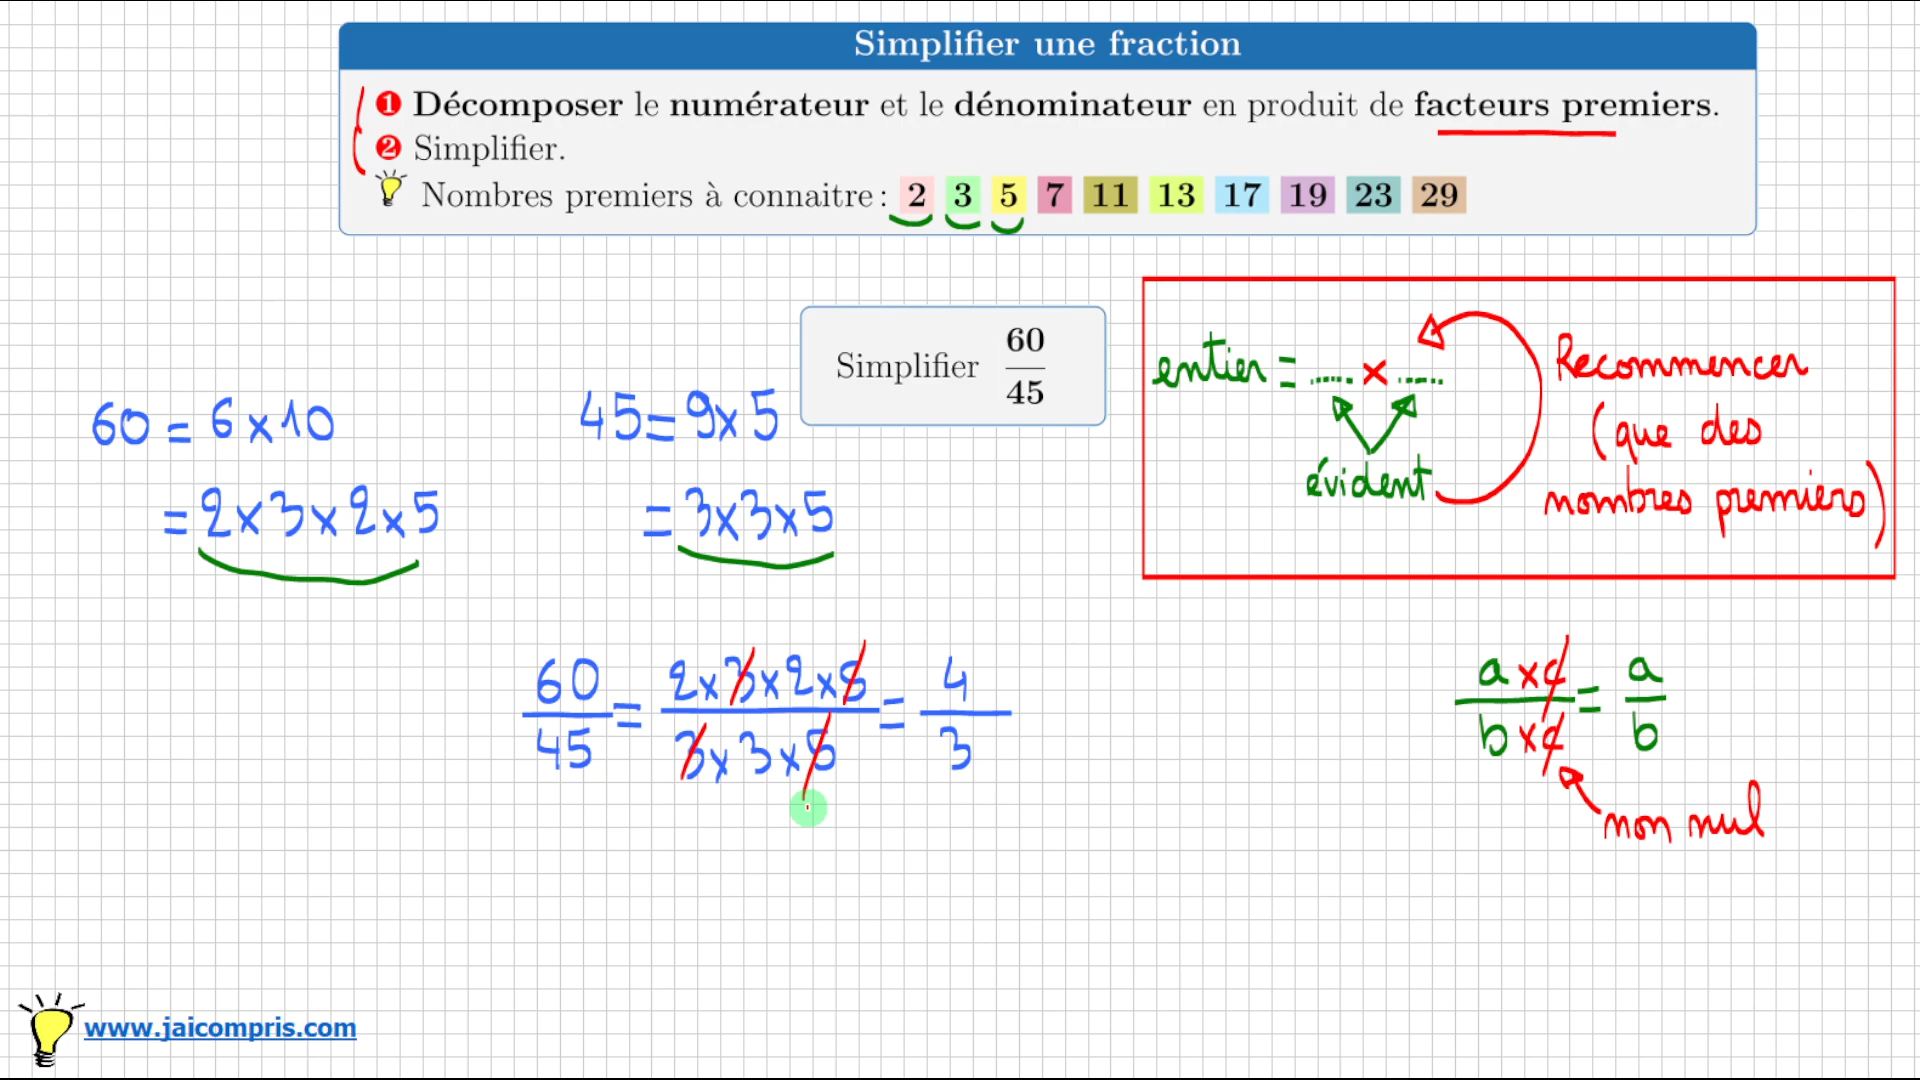 Simplifier une fraction
1 Décomposer le numérateur et le dénominateur en produit de facteurs premiers.
2 Simplifier.
Nombres premiers à connaitre : 2 3 5 7 11 13 17 19 23 29
Simplifier 60/45
60 = 6 x 10
= 2 x 3 x 2 x 5
45 = 9 x 5
= 3 x 3 x 5
entier = ..... x .....
évident
Recommencer
(que des
nombres premiers)
60/45 = 2 x 3 x 2 x 5 / 3 x 3 x 5 = 4/3
a x c / b x c = a/b
non nul
www.jaicompris.com